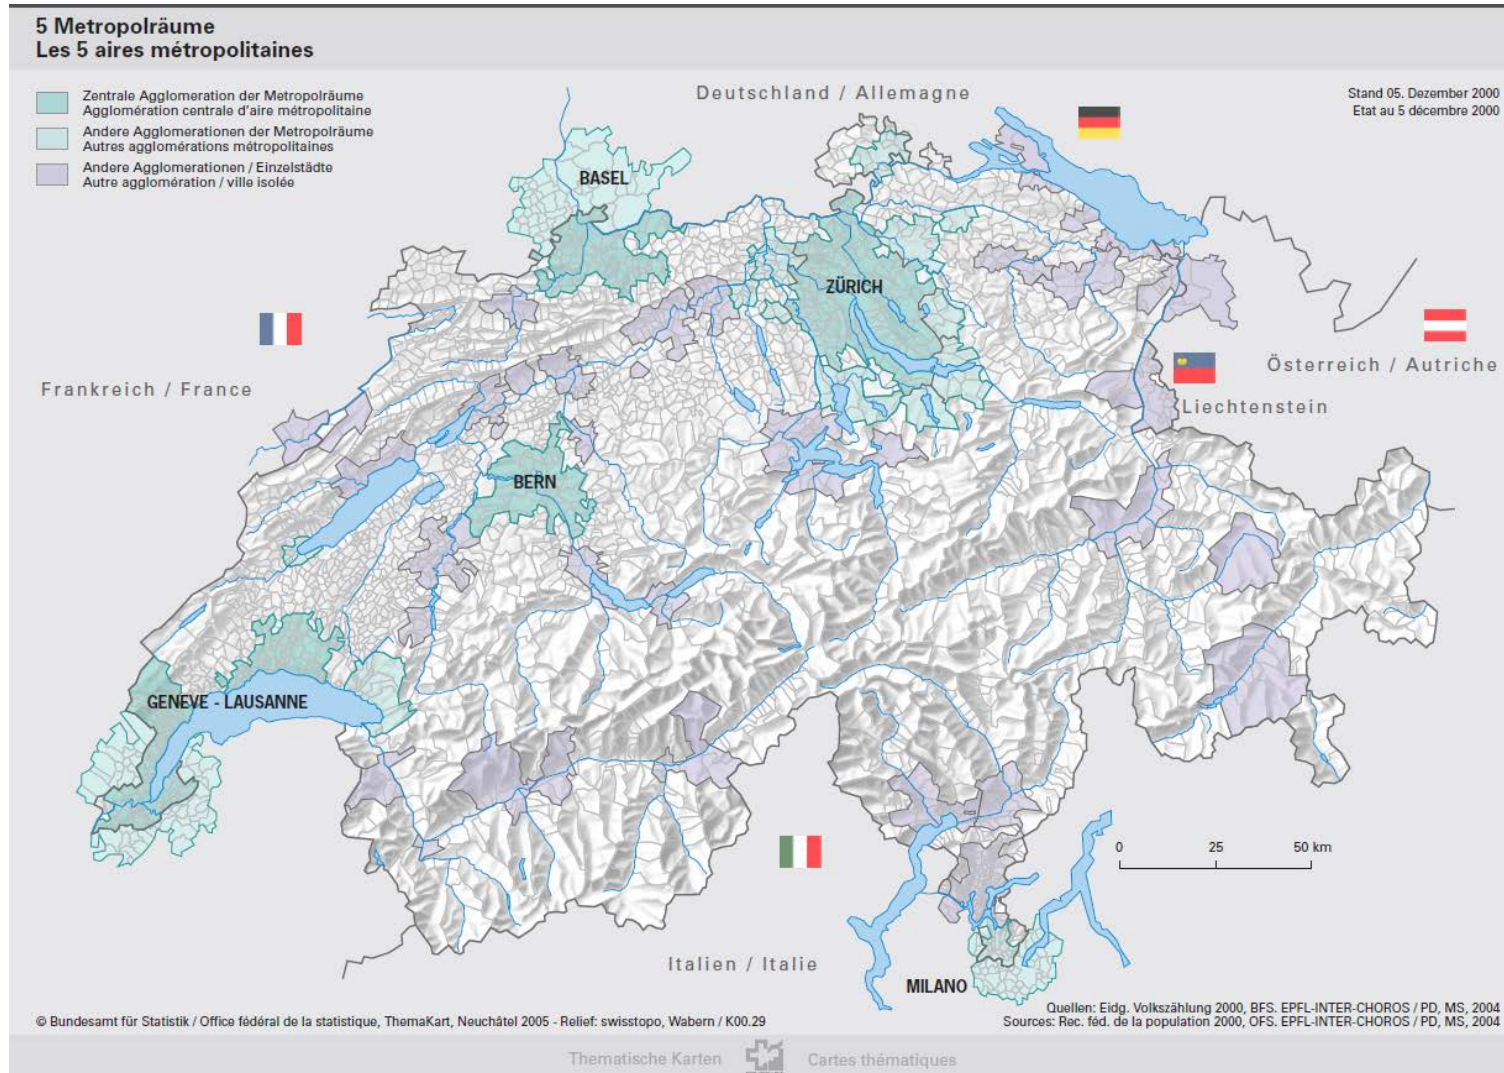 5 Metropolräume
Les 5 aires métropolitaines
Zentrale Agglomeration der Metropolräume
Agglomération centrale d'aire métropolitaine
Andere Agglomerationen der Metropolräume
Autres agglomérations métropolitaines
Andere Agglomerationen / Einzelstädte
Autre agglomération / ville isolée
Deutschland / Allemagne
Stand 05. Dezember 2000
Etat au 5 décembre 2000
BASEL
ZÜRICH
Frankreich / France
Österreich / Autriche
Liechtenstein
BERN
GENEVE - LAUSANNE
0 25 50 km
Italien / Italie
MILANO
Quellen: Eidg. Volkszählung 2000, BFS. EPFL-INTER-CHOROS / PD, MS, 2004
© Bundesamt für Statistik / Office fédéral de la statistique, ThemaKart, Neuchâtel 2005 - Relief: swisstopo, Wabern / K00.29
Sources: Rec. féd. de la population 2000, OFS. EPFL-INTER-CHOROS / PD, MS, 2004
Thematische Karten Cartes thématiques